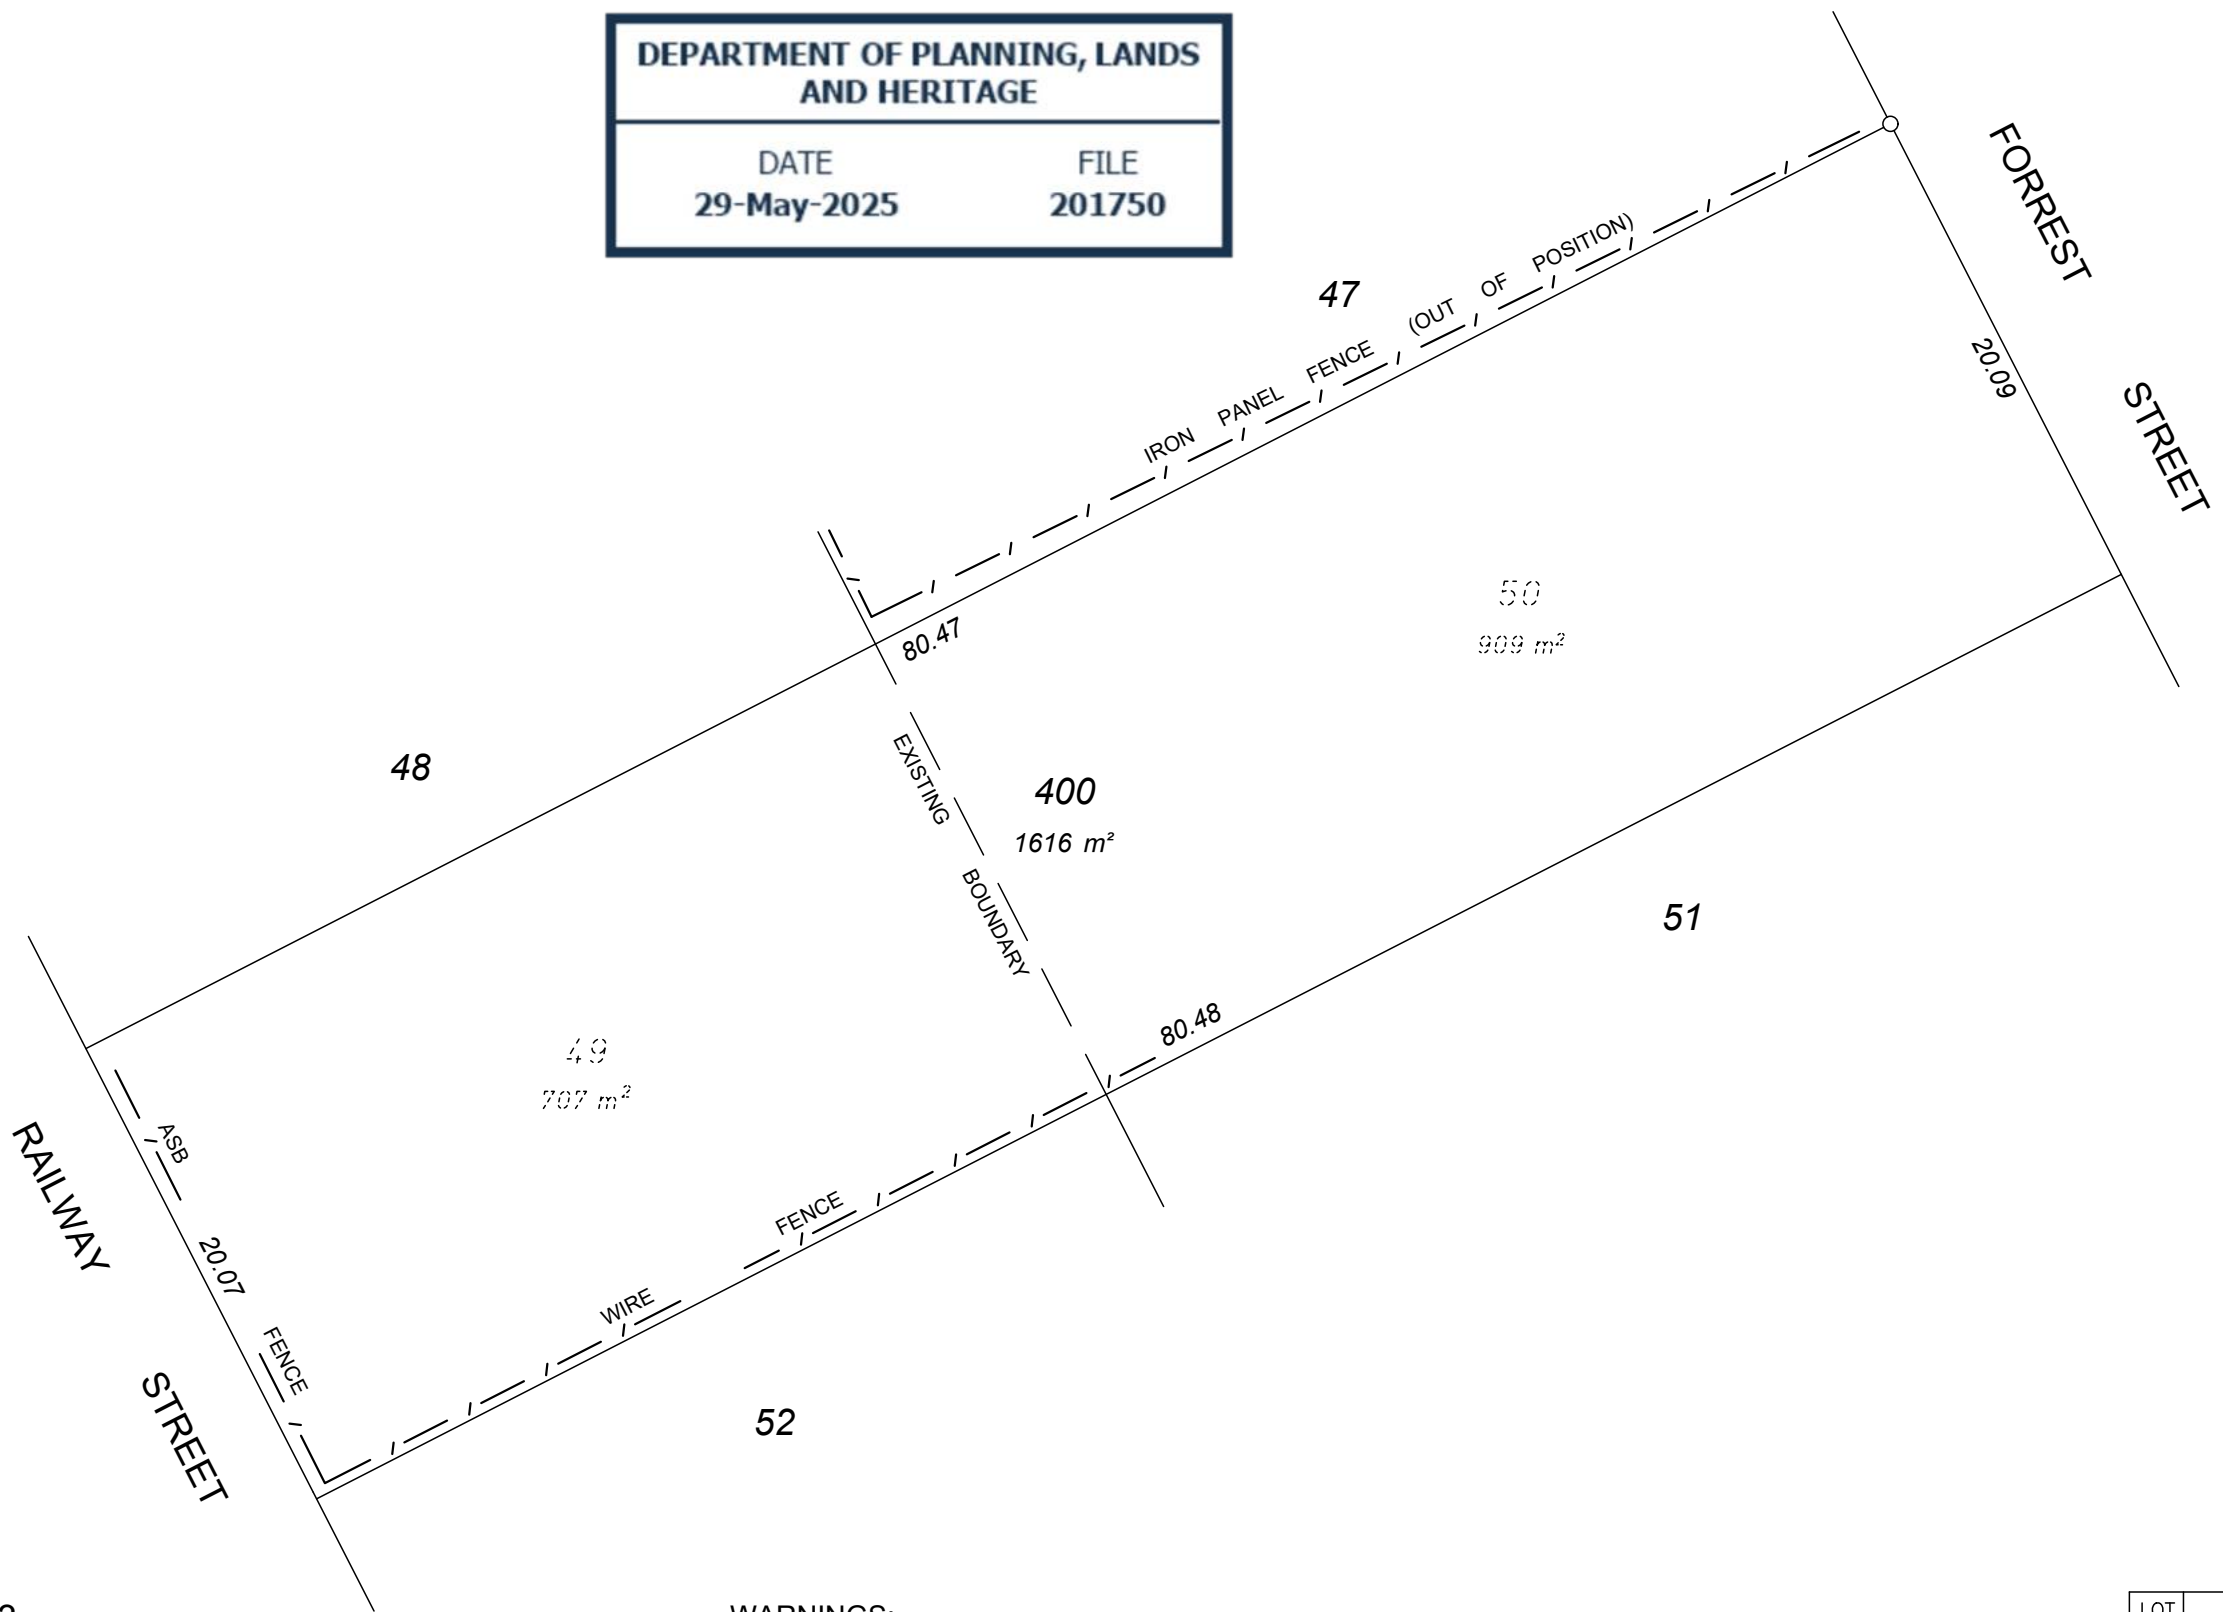 DEPARTMENT OF PLANNING, LANDS
AND HERITAGE
DATE FILE
29-May-2025 201750
FORREST STREET
47
IRON PANEL FENCE (OUT OF POSITION)
20.09
50
909 m²
80.47
48
EXISTING BOUNDARY
400
1616 m²
51
80.48
49
707 m²
RAILWAY STREET
ASB FENCE
20.07
WIRE FENCE
52
WARNINGS:
LOT